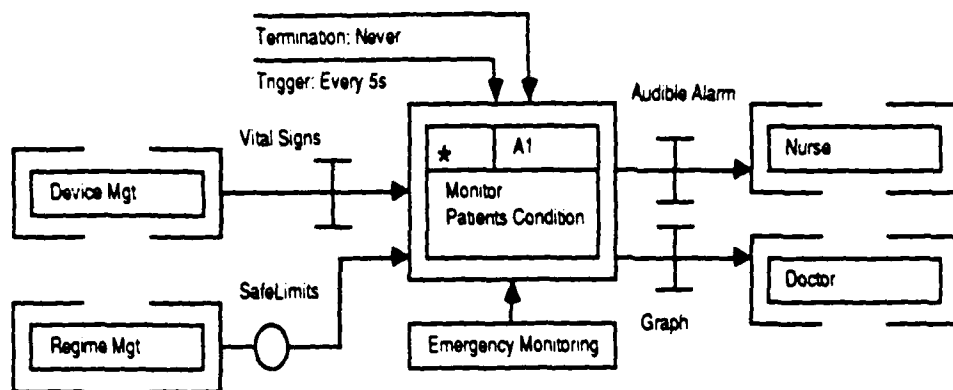 Termination: Never
Trigger: Every 5s
Audible Alarm
Vital Signs
* A1
Nurse
Device Mgt
Monitor
Patients Condition
SafeLimits
Doctor
Regime Mgt
Emergency Monitoring
Graph